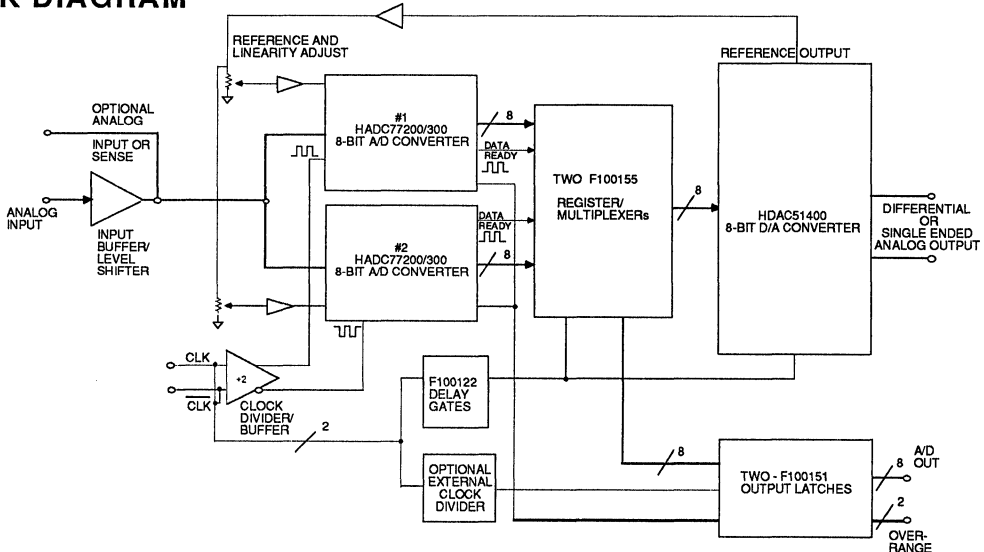 K DIAGRAM
REFERENCE AND
LINEARITY ADJUST
REFERENCE OUTPUT
OPTIONAL
ANALOG
INPUT OR
SENSE
ANALOG
INPUT
INPUT
BUFFER/
LEVEL
SHIFTER
#1
HADC77200/300
8-BIT A/D CONVERTER
8
DATA
READY
#2
HADC77200/300
8-BIT A/D CONVERTER
DATA
READY
8
TWO F100155
REGISTER/
MULTIPLEXERs
8
HDAC51400
8-BIT D/A CONVERTER
DIFFERENTIAL
OR
SINGLE ENDED
ANALOG OUTPUT
CLK
CLK
+2
CLOCK
DIVIDER/
BUFFER
2
F100122
DELAY
GATES
OPTIONAL
EXTERNAL
CLOCK
DIVIDER
8
TWO - F100151
OUTPUT LATCHES
8
A/D
OUT
2
OVER-
RANGE